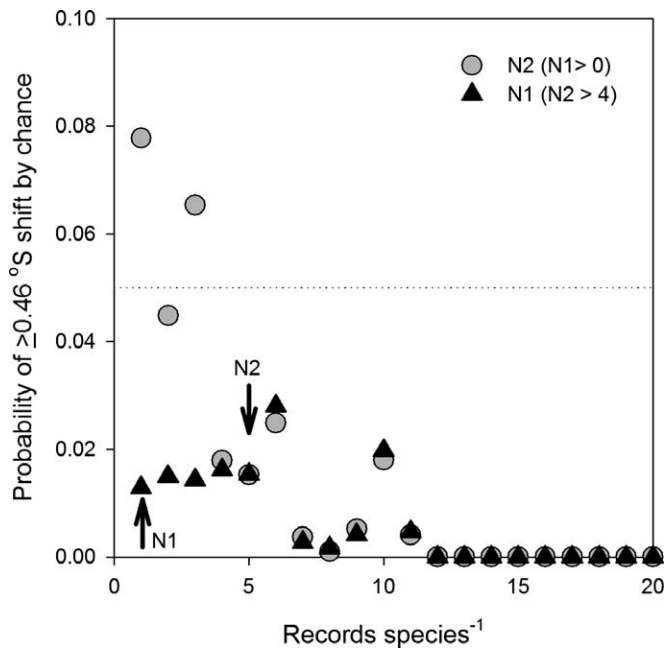 0.10
0.08
0.06
0.04
0.02
0.00
Probability of ≥0.46 °S shift by chance
N2 (N1> 0)
N1 (N2 > 4)
N2
N1
0 5 10 15 20
Records species⁻¹